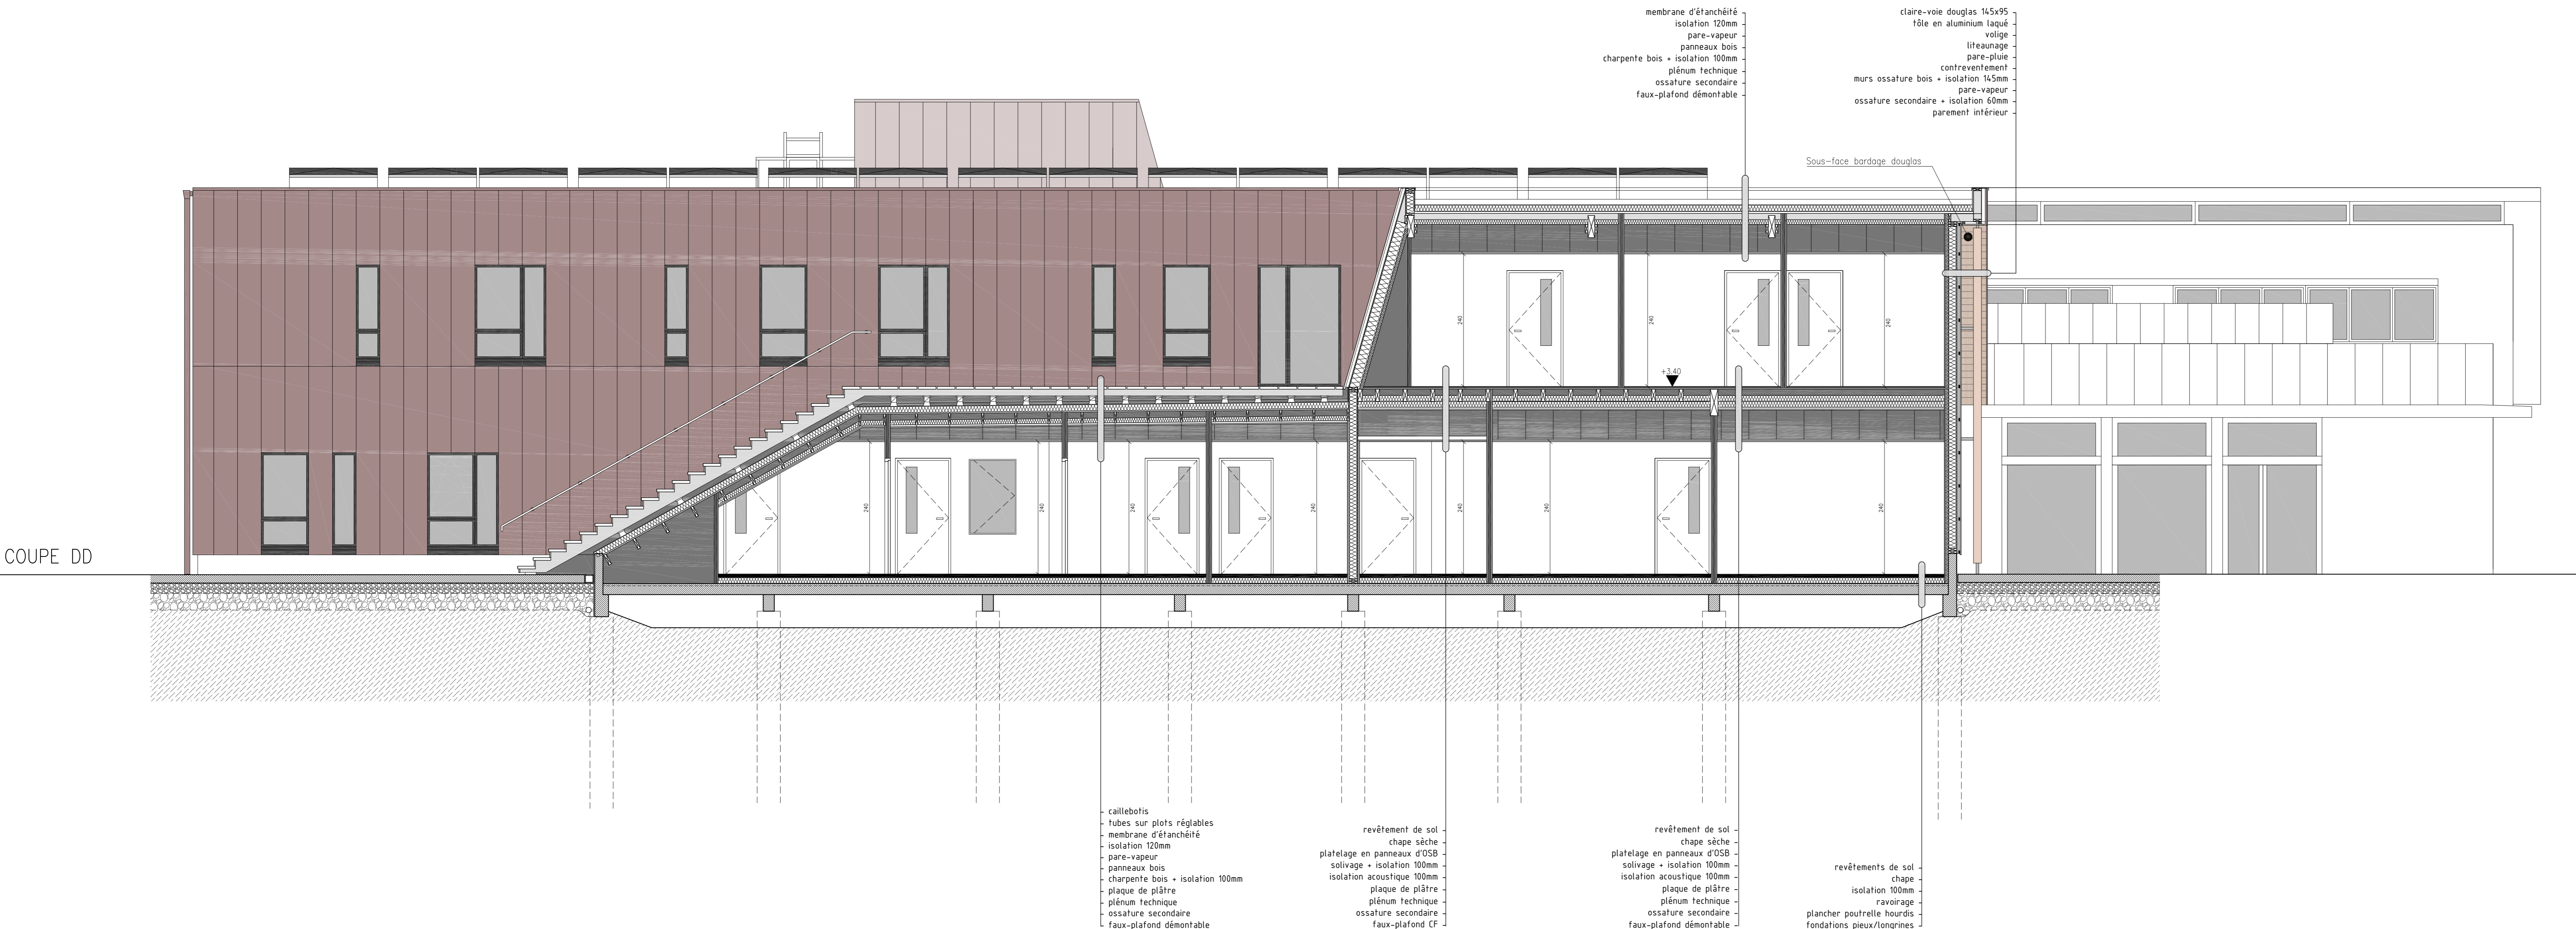 membrane d'étanchéité
isolation 120mm
pare-vapeur
panneaux bois
charpente bois + isolation 100mm
plénum technique
ossature secondaire
faux-plafond démontable
claire-voie douglas 145x95
tôle en aluminium laqué
volige
liteaunage
pare-pluie
contreventement
murs ossature bois + isolation 145mm
pare-vapeur
ossature secondaire + isolation 60mm
parement intérieur
Sous-face bardage douglas
240
240
240
+3.40
240
240
240
240
240
240
240
COUPE DD
caillebotis
tubes sur plots réglables
membrane d'étanchéité
isolation 120mm
pare-vapeur
panneaux bois
charpente bois + isolation 100mm
plaque de plâtre
plénum technique
ossature secondaire
faux-plafond démontable
revêtement de sol
chape sèche
platelage en panneaux d'OSB
solivage + isolation 100mm
isolation acoustique 100mm
plaque de plâtre
plénum technique
ossature secondaire
faux-plafond CF
revêtement de sol
chape sèche
platelage en panneaux d'OSB
solivage + isolation 100mm
isolation acoustique 100mm
plaque de plâtre
plénum technique
ossature secondaire
faux-plafond démontable
revêtements de sol
chape
isolation 100mm
ravoirage
plancher poutrelle hourdis
fondations pieux/longrines